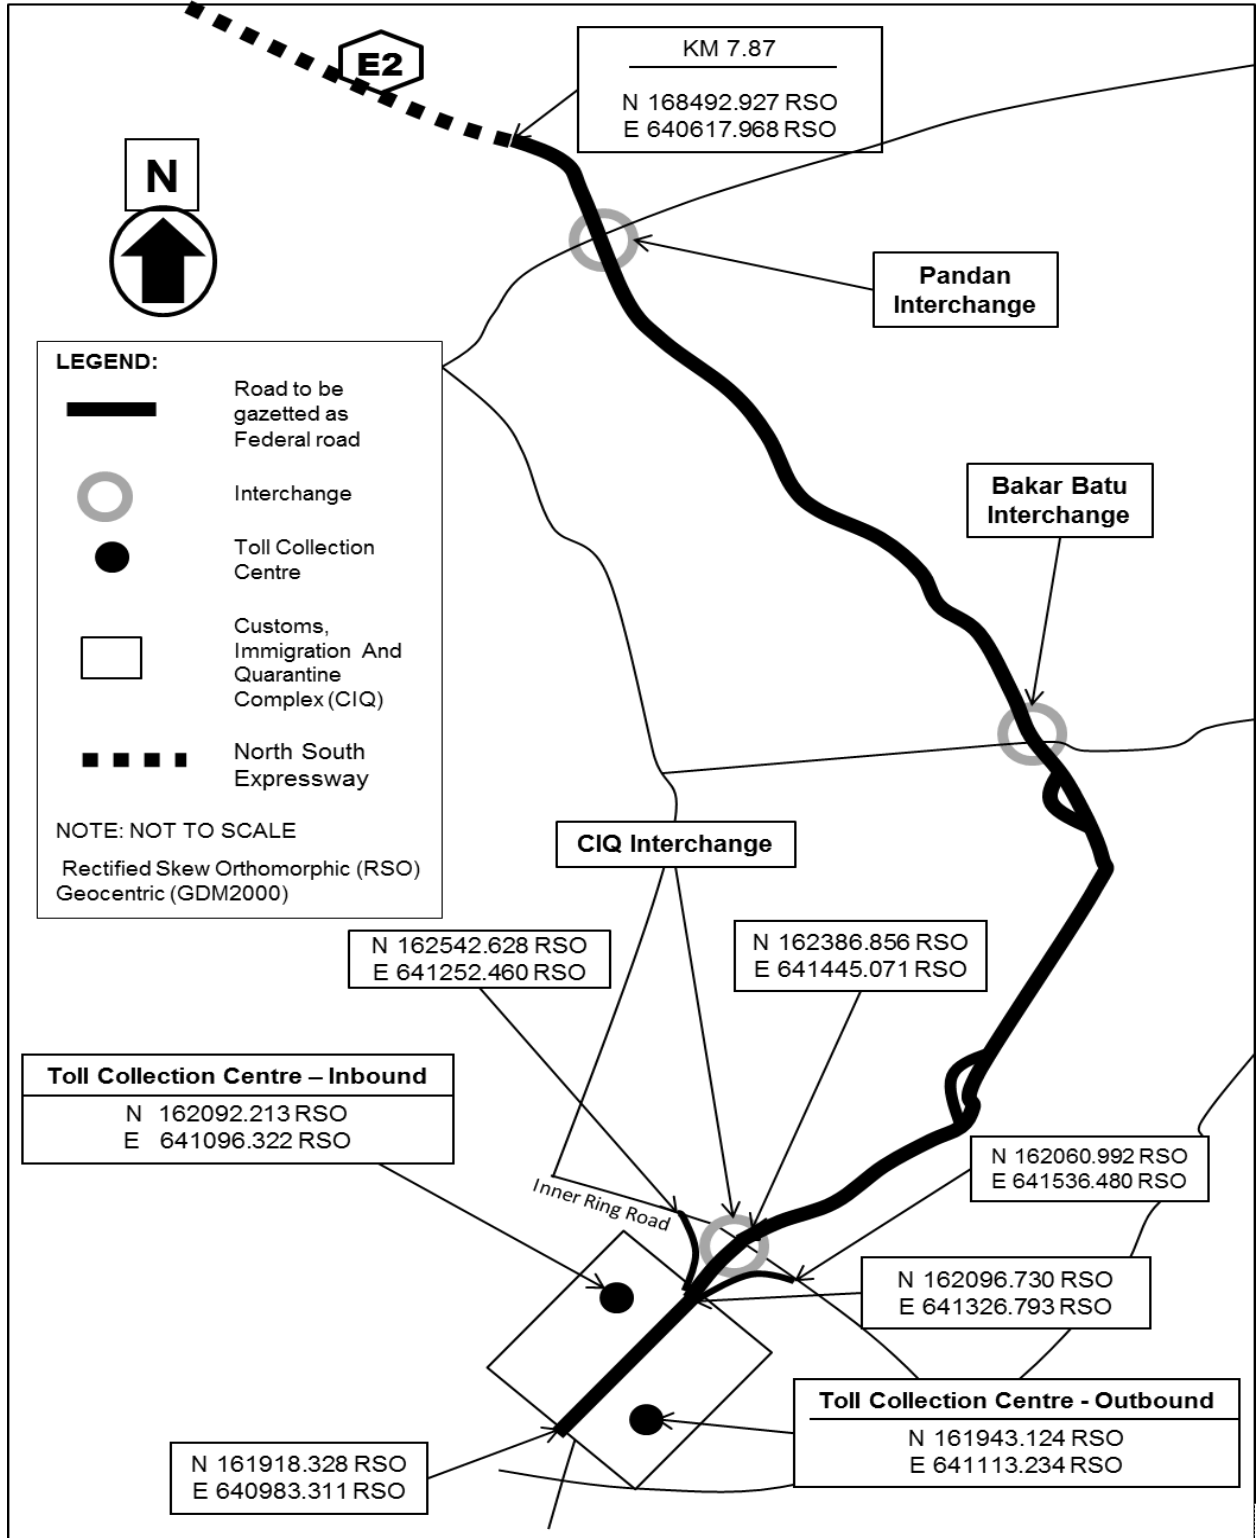 E2
KM 7.87
N 168492.927 RSO
E 640617.968 RSO
N
Pandan
Interchange
LEGEND:
Road to be
gazetted as
Federal road
Interchange
Toll Collection
Centre
Customs,
Immigration And
Quarantine
Complex (CIQ)
North South
Expressway
NOTE: NOT TO SCALE
Rectified Skew Orthomorphic (RSO)
Geocentric (GDM2000)
Bakar Batu
Interchange
CIQ Interchange
N 162542.628 RSO
E 641252.460 RSO
N 162386.856 RSO
E 641445.071 RSO
Toll Collection Centre – Inbound
N 162092.213 RSO
E 641096.322 RSO
N 162060.992 RSO
E 641536.480 RSO
Inner Ring Road
N 162096.730 RSO
E 641326.793 RSO
Toll Collection Centre - Outbound
N 161943.124 RSO
E 641113.234 RSO
N 161918.328 RSO
E 640983.311 RSO